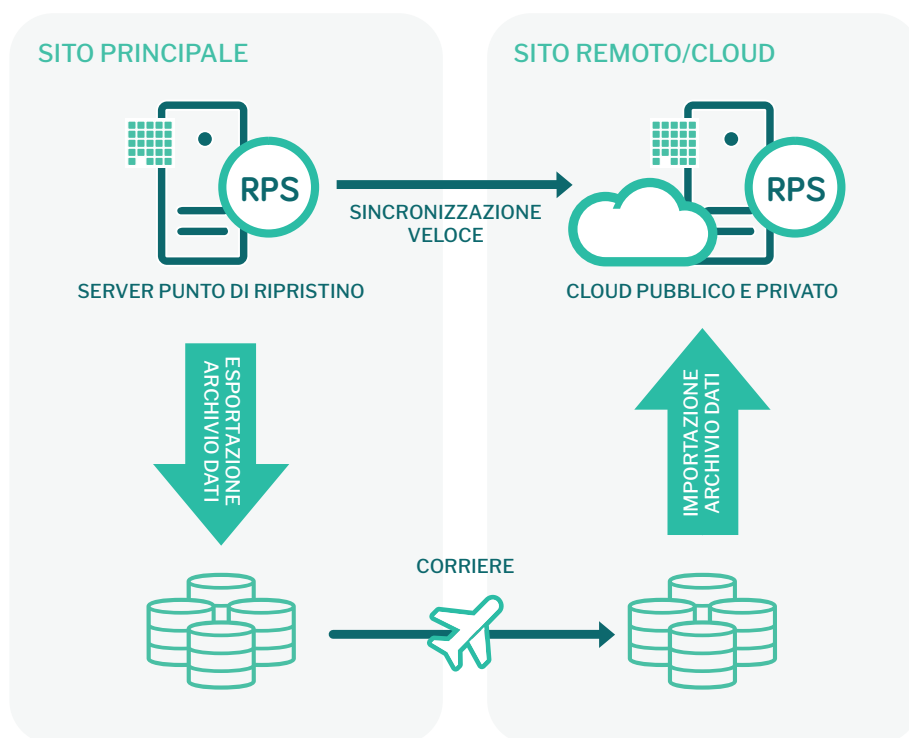 SITO PRINCIPALE
SITO REMOTO/CLOUD
RPS
RPS
SINCRONIZZAZIONE
VELOCE
SERVER PUNTO DI RIPRISTINO
CLOUD PUBBLICO E PRIVATO
ESPORTAZIONE
ARCHIVIO DATI
IMPORTAZIONE
ARCHIVIO DATI
CORRIERE